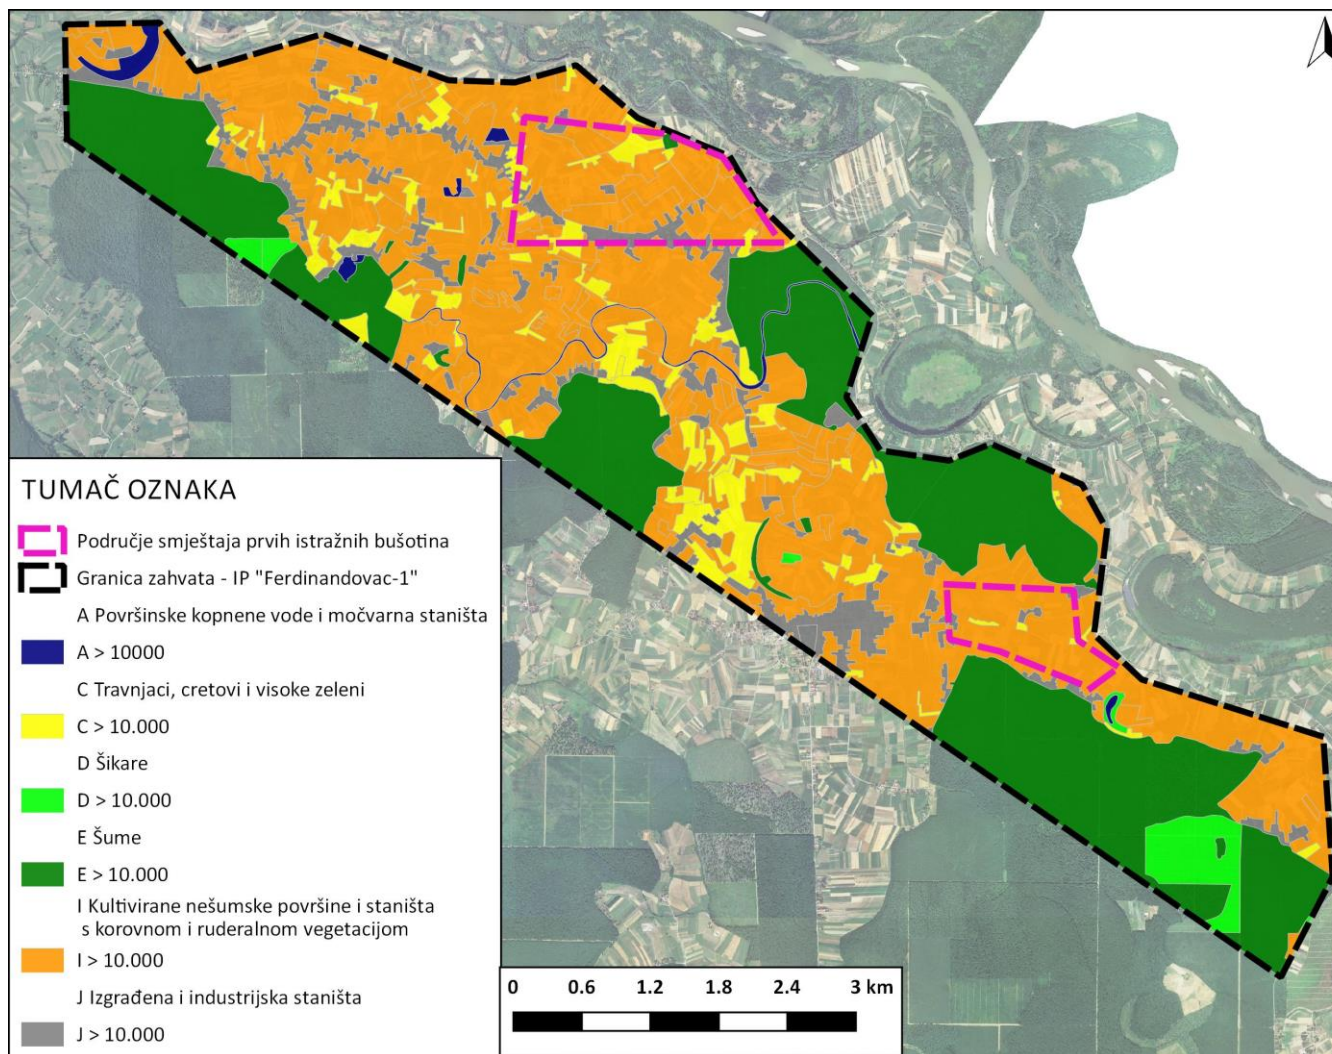 TUMAČ OZNAKA
Područje smještaja prvih istražnih bušotina
Granica zahvata - IP "Ferdinandovac-1"
A Površinske kopnene vode i močvarna staništa
A > 10000
C Travnjaci, cretovi i visoke zeleni
C > 10.000
D Šikare
D > 10.000
E Šume
E > 10.000
I Kultivirane nešumske površine i staništa
s korovnom i ruderalnom vegetacijom
I > 10.000
J Izgrađena i industrijska staništa
J > 10.000
0 0.6 1.2 1.8 2.4 3 km